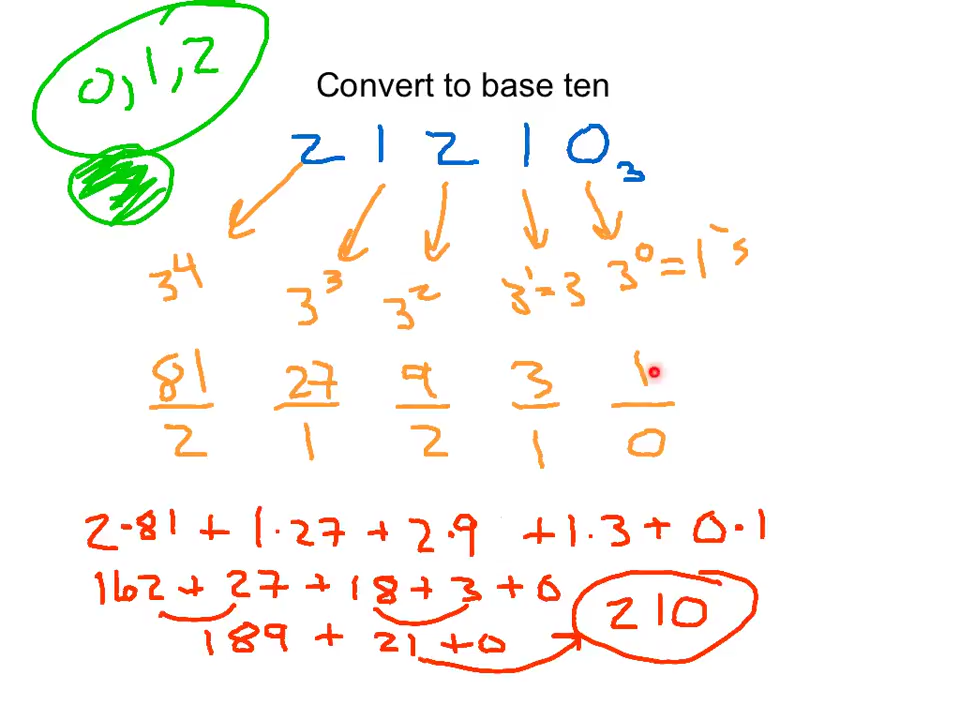 0,1,2
Convert to base ten
2 1 2 1 0₃
3⁴ 3³ 3² 3¹=3 3⁰=1's
81 27 9 3 1
2 1 2 1 0
2·81 + 1·27 + 2·9 + 1·3 + 0·1
162 + 27 + 18 + 3 + 0
189 + 21 + 0 210